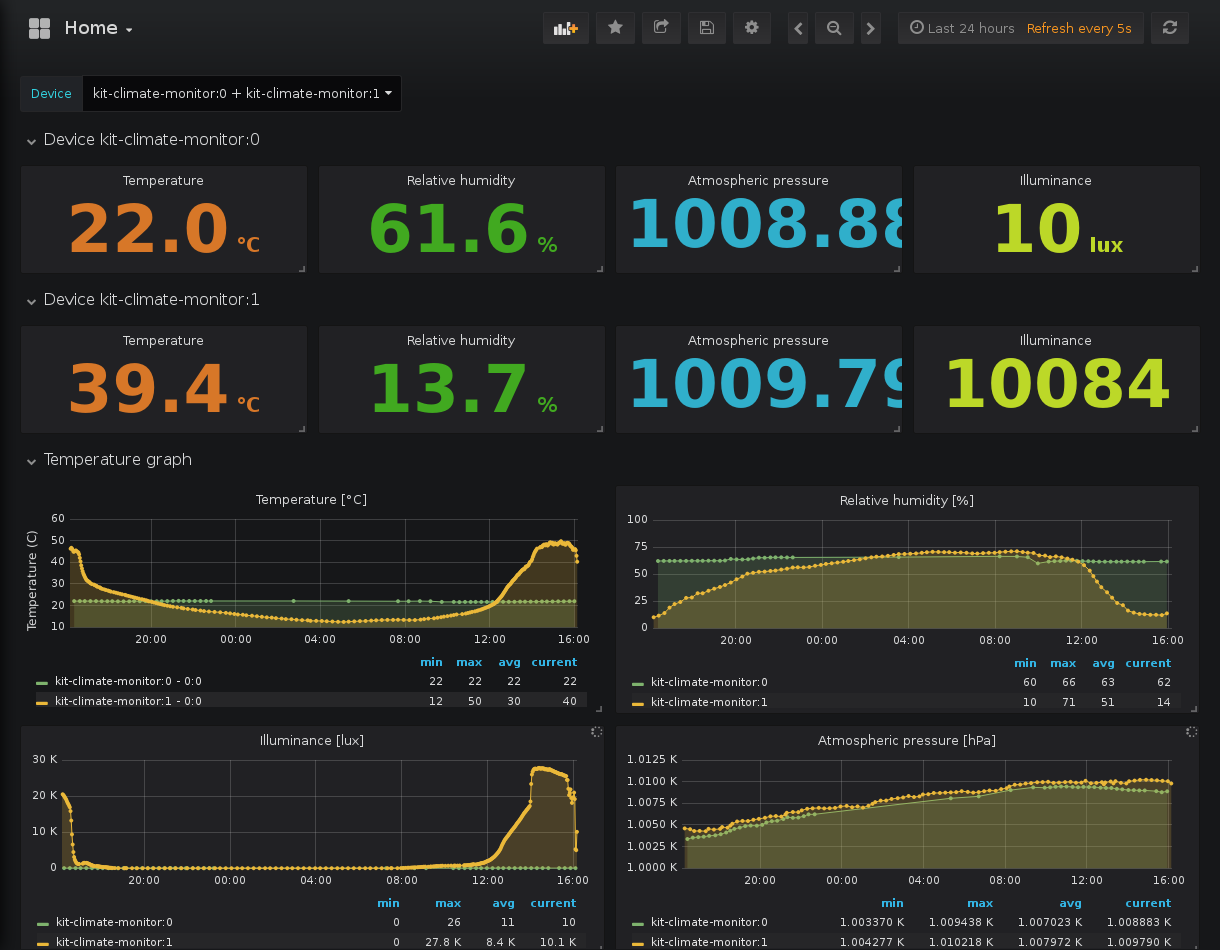 Home
Last 24 hours Refresh every 5s
Device kit-climate-monitor:0 + kit-climate-monitor:1
Device kit-climate-monitor:0
Temperature Relative humidity Atmospheric pressure Illuminance
22.0 °C 61.6 % 1008.88 10 lux
Device kit-climate-monitor:1
Temperature Relative humidity Atmospheric pressure Illuminance
39.4 °C 13.7 % 1009.79 10084
Temperature graph
Temperature [°C]
Temperature (C)
60
50
40
30
20
10
20:00 00:00 04:00 08:00 12:00 16:00
min max avg current
kit-climate-monitor:0 - 0:0 22 22 22 22
kit-climate-monitor:1 - 0:0 12 50 30 40
Relative humidity [%]
100
75
50
25
0
20:00 00:00 04:00 08:00 12:00 16:00
min max avg current
kit-climate-monitor:0 60 66 63 62
kit-climate-monitor:1 10 71 51 14
Illuminance [lux]
30 K
20 K
10 K
0
20:00 00:00 04:00 08:00 12:00 16:00
min max avg current
kit-climate-monitor:0 0 26 11 10
kit-climate-monitor:1 0 27.8 K 8.4 K 10.1 K
Atmospheric pressure [hPa]
1.0125 K
1.0100 K
1.0075 K
1.0050 K
1.0025 K
1.0000 K
20:00 00:00 04:00 08:00 12:00 16:00
min max avg current
kit-climate-monitor:0 1.003370 K 1.009438 K 1.007023 K 1.008883 K
kit-climate-monitor:1 1.004277 K 1.010218 K 1.007972 K 1.009790 K